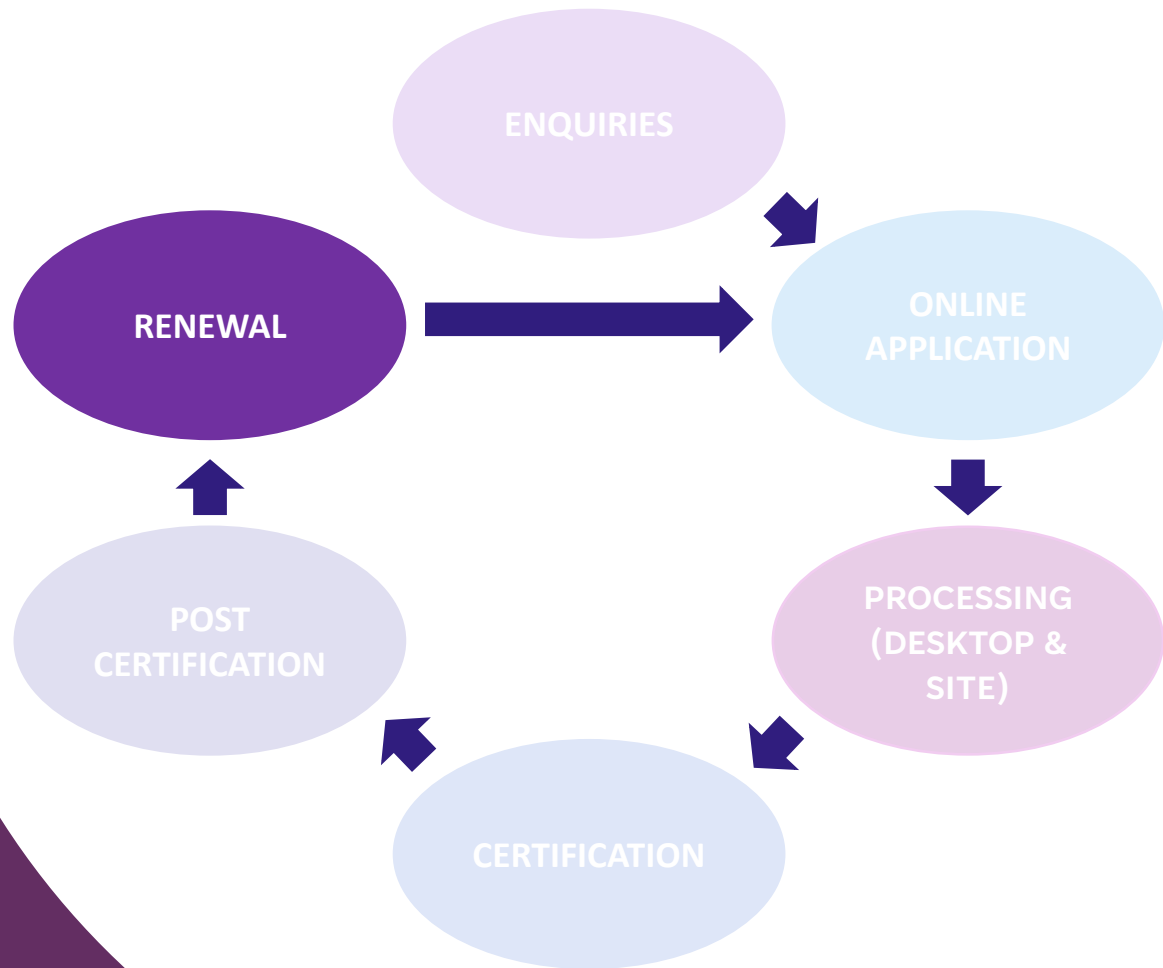 ENQUIRIES
RENEWAL
ONLINE
APPLICATION
POST
CERTIFICATION
PROCESSING
(DESKTOP &
SITE)
CERTIFICATION